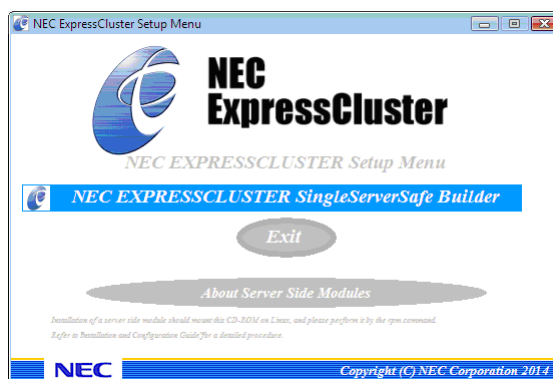 NEC ExpressCluster Setup Menu
NEC
ExpressCluster
NEC EXPRESSCLUSTER Setup Menu
NEC EXPRESSCLUSTER SingleServerSafe Builder
Exit
About Server Side Modules
Installation of a server side module should mount this CD-ROM on Linux, and please perform it by the rpm command.
Refer to Installation and Configuration Guide for a detailed procedure.
NEC
Copyright (C) NEC Corporation 2014